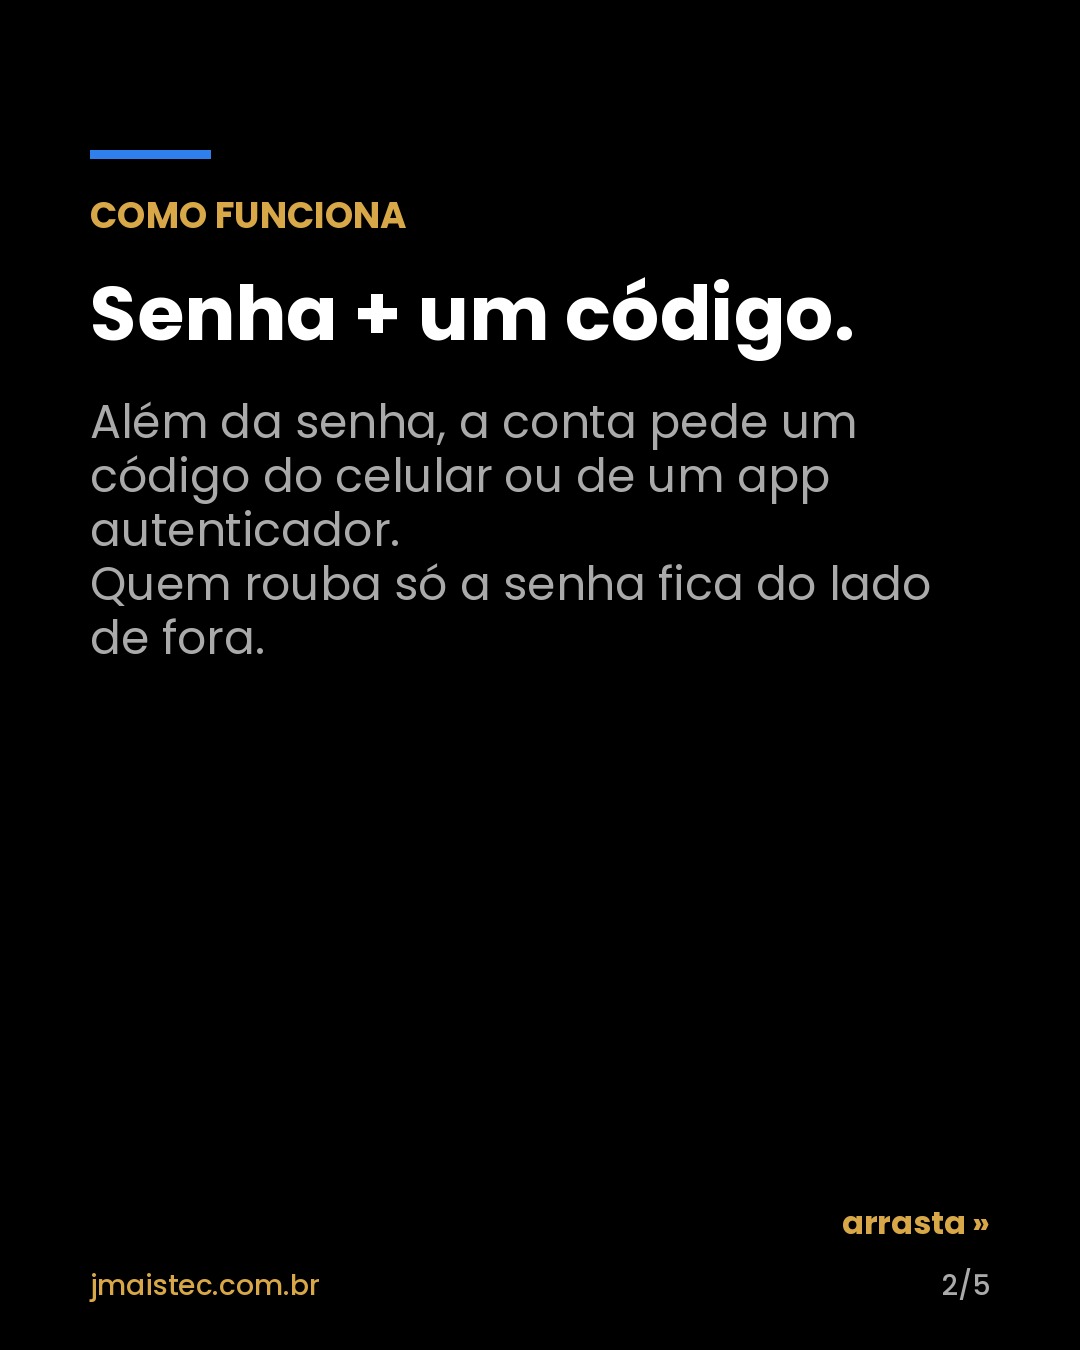 COMO FUNCIONA
Senha + um código.
Além da senha, a conta pede um
código do celular ou de um app
autenticador.
Quem rouba só a senha fica do lado
de fora.
arrasta »
jmaistec.com.br
2/5